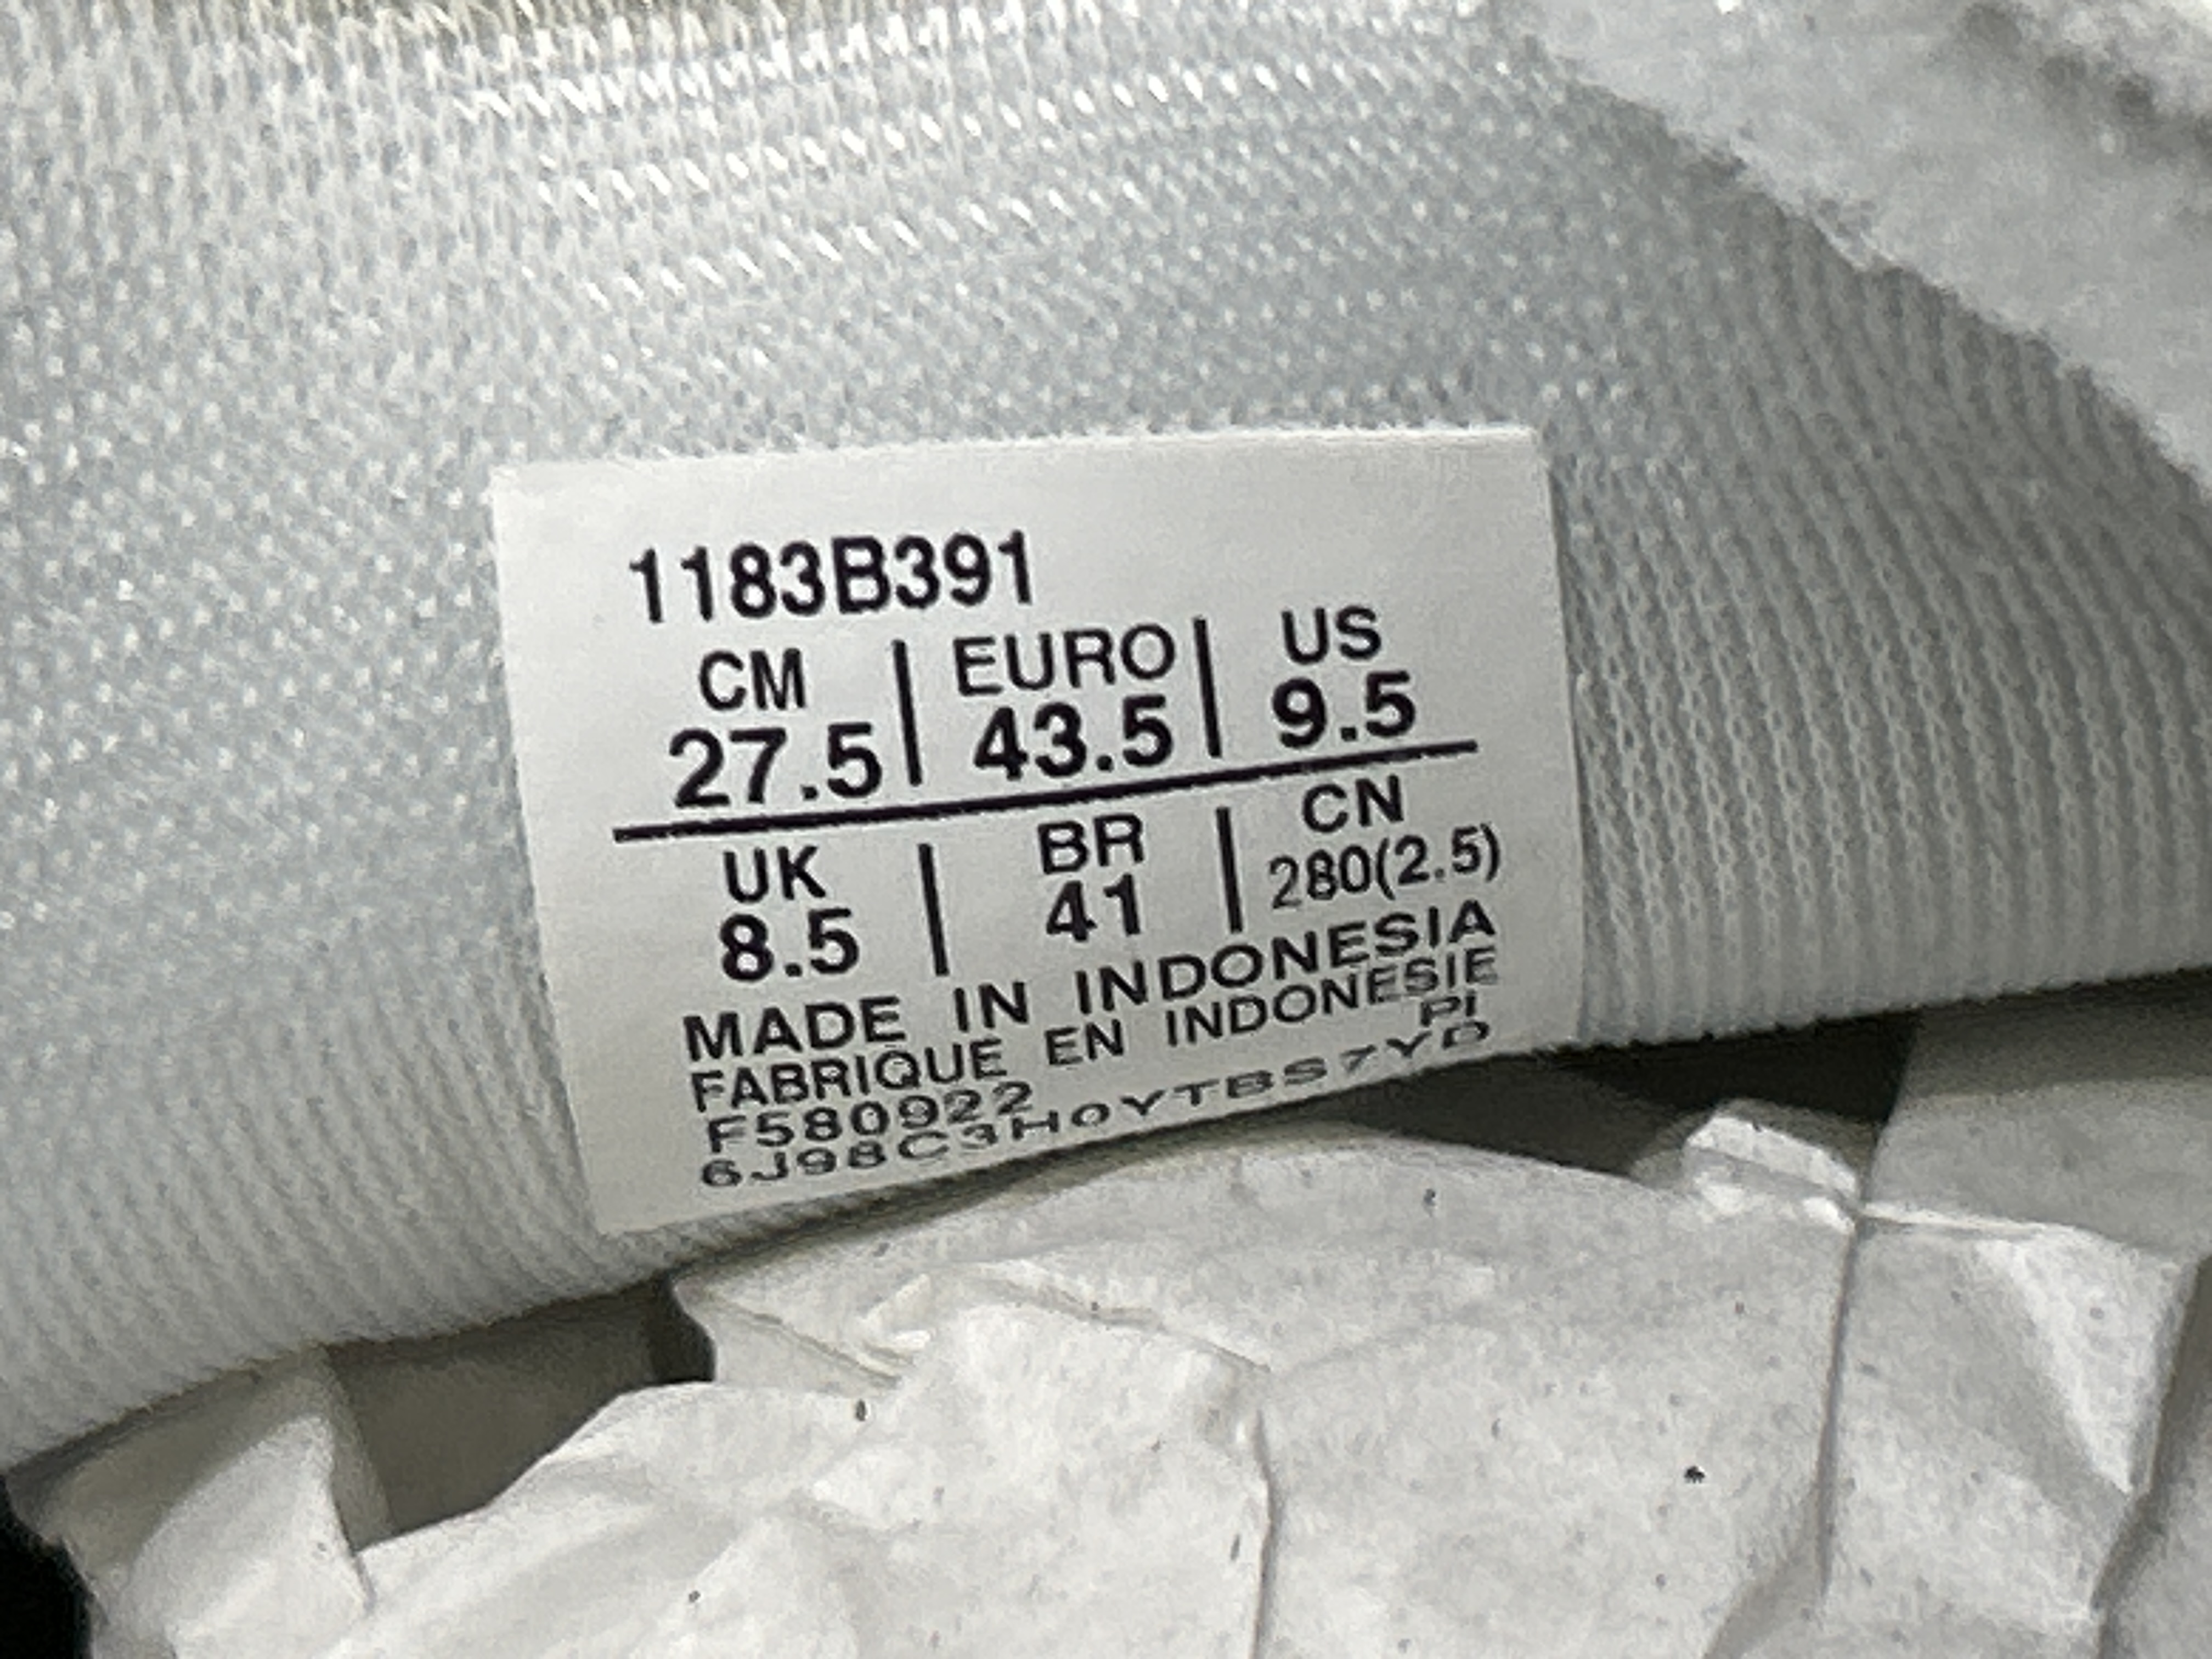 1183B391
CM | EURO | US
27.5 | 43.5 | 9.5
UK | BR | CN
8.5 | 41 | 280(2.5)
MADE IN INDONESIA
FABRIQUE EN INDONESIE
PI
F580922
6J98C3H0YTBS7YD